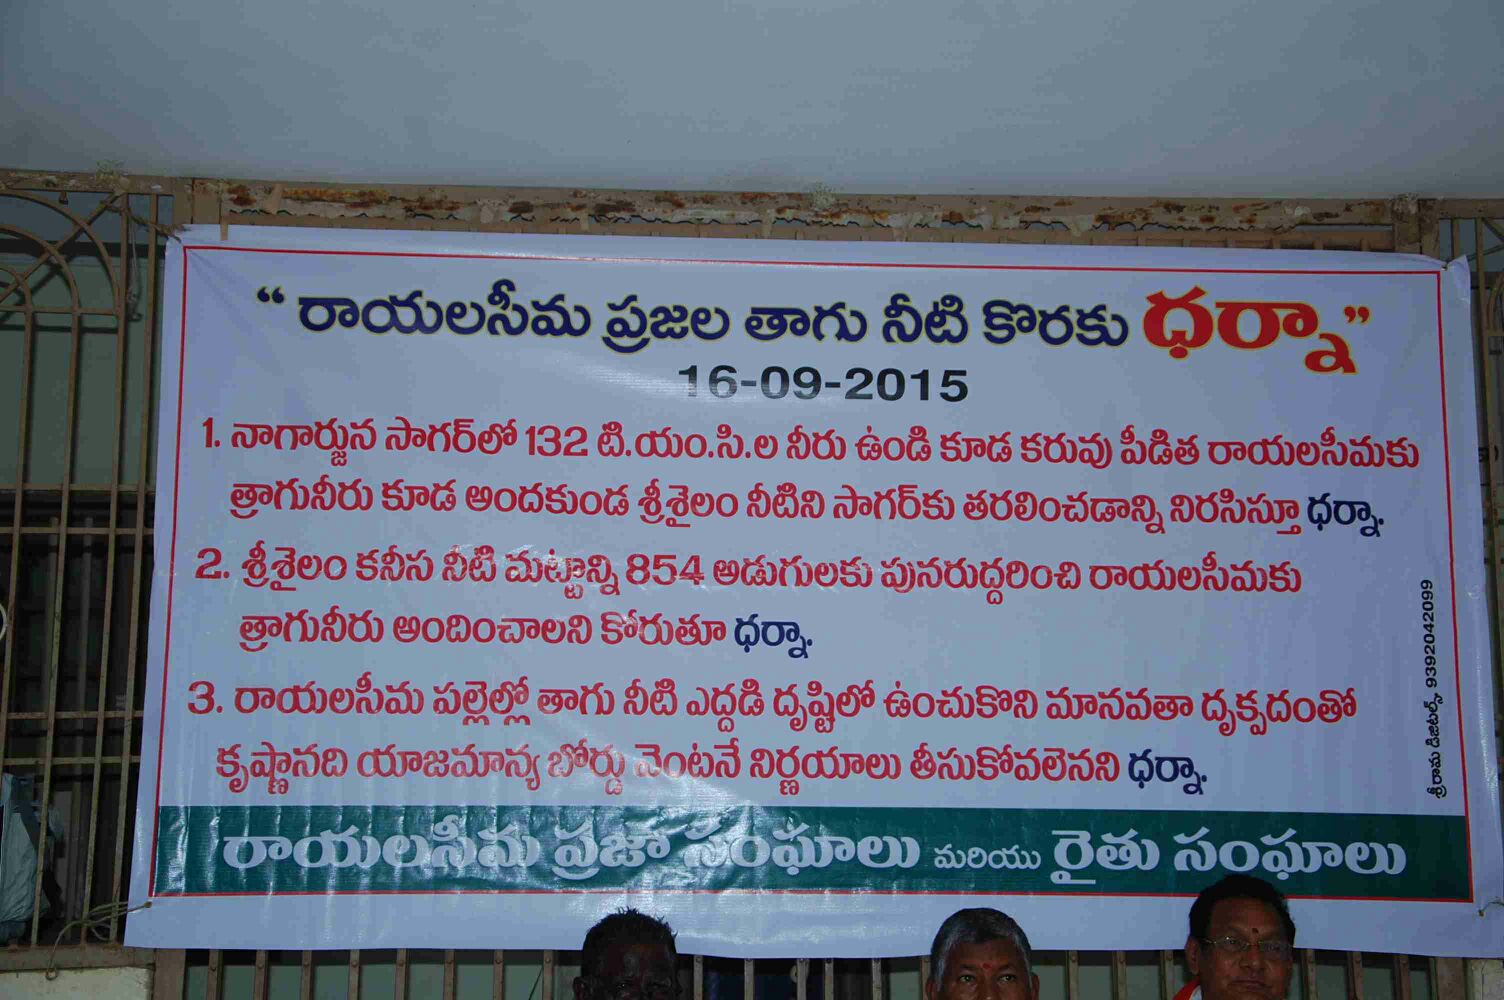 “ రాయలసీమ ప్రజల తాగు నీటి కొరకు ధర్నా”
16-09-2015
1. నాగార్జున సాగర్‌లో 132 టి.యం.సి.ల నీరు ఉండి కూడ కరువు పీడిత రాయలసీమకు
త్రాగునీరు కూడ అందకుండ శ్రీశైలం నీటిని సాగర్‌కు తరలించడాన్ని నిరసిస్తూ ధర్నా.
2. శ్రీశైలం కనీస నీటి మట్టాన్ని 854 అడుగులకు పునరుద్దరించి రాయలసీమకు
త్రాగునీరు అందించాలని కోరుతూ ధర్నా.
3. రాయలసీమ పల్లెల్లో తాగు నీటి ఎద్దడి దృష్టిలో ఉంచుకొని మానవతా దృక్పదంతో
కృష్ణానది యాజమాన్య బోర్డు వెంటనే నిర్ణయాలు తీసుకోవలెనని ధర్నా.
రాయలసీమ ప్రజా సంఘాలు మరియు రైతు సంఘాలు
శ్రీరామ డిజిటల్స్ 9392042099